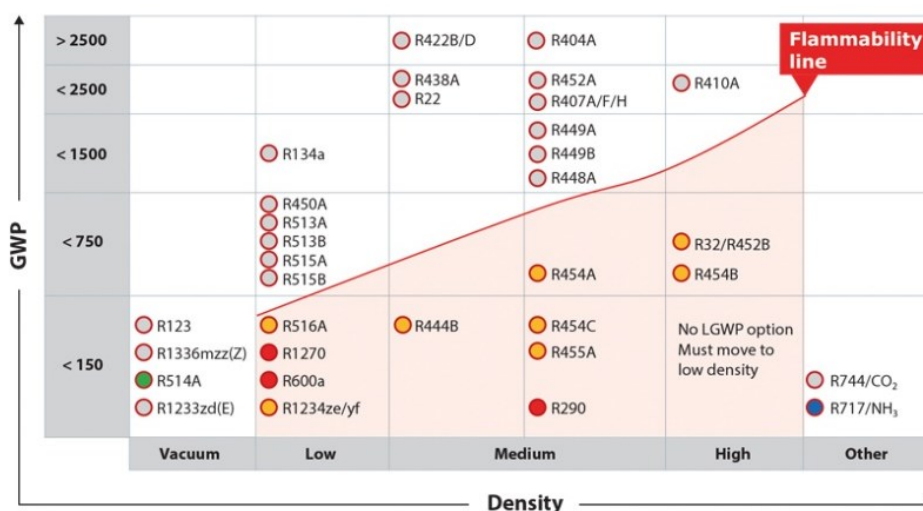 > 2500
R422B/D
R404A
Flammability
line
< 2500
R438A
R22
R452A
R407A/F/H
R410A
< 1500
R134a
R449A
R449B
R448A
GWP
< 750
R450A
R513A
R513B
R515A
R515B
R454A
R32/R452B
R454B
< 150
R123
R1336mzz(Z)
R514A
R1233zd(E)
R516A
R1270
R600a
R1234ze/yf
R444B
R454C
R455A
R290
No LGWP option
Must move to
low density
R744/CO₂
R717/NH₃
Vacuum
Low
Medium
High
Other
Density